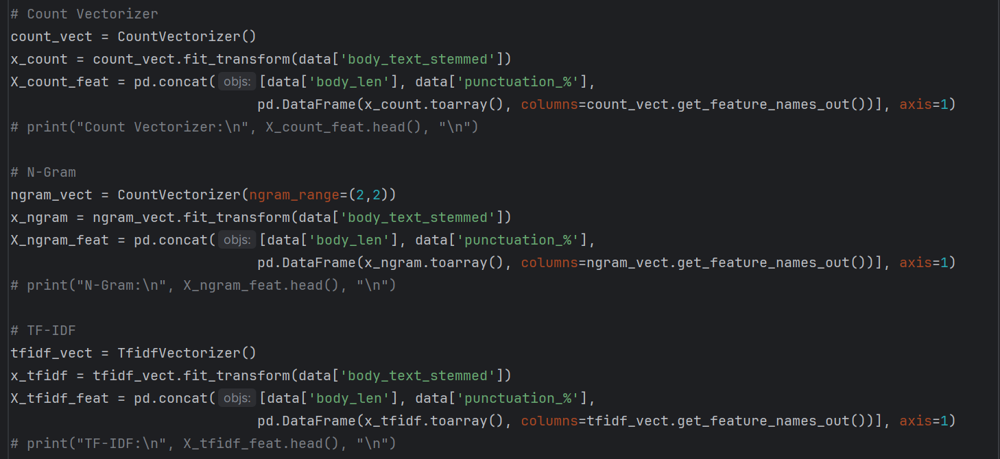 # Count Vectorizer
count_vect = CountVectorizer()
x_count = count_vect.fit_transform(data['body_text_stemmed'])
X_count_feat = pd.concat( objs: [data['body_len'], data['punctuation_%'],
                              pd.DataFrame(x_count.toarray(), columns=count_vect.get_feature_names_out())], axis=1)
# print("Count Vectorizer:\n", X_count_feat.head(), "\n")

# N-Gram
ngram_vect = CountVectorizer(ngram_range=(2,2))
x_ngram = ngram_vect.fit_transform(data['body_text_stemmed'])
X_ngram_feat = pd.concat( objs: [data['body_len'], data['punctuation_%'],
                              pd.DataFrame(x_ngram.toarray(), columns=ngram_vect.get_feature_names_out())], axis=1)
# print("N-Gram:\n", X_ngram_feat.head(), "\n")

# TF-IDF
tfidf_vect = TfidfVectorizer()
x_tfidf = tfidf_vect.fit_transform(data['body_text_stemmed'])
X_tfidf_feat = pd.concat( objs: [data['body_len'], data['punctuation_%'],
                              pd.DataFrame(x_tfidf.toarray(), columns=tfidf_vect.get_feature_names_out())], axis=1)
# print("TF-IDF:\n", X_tfidf_feat.head(), "\n")